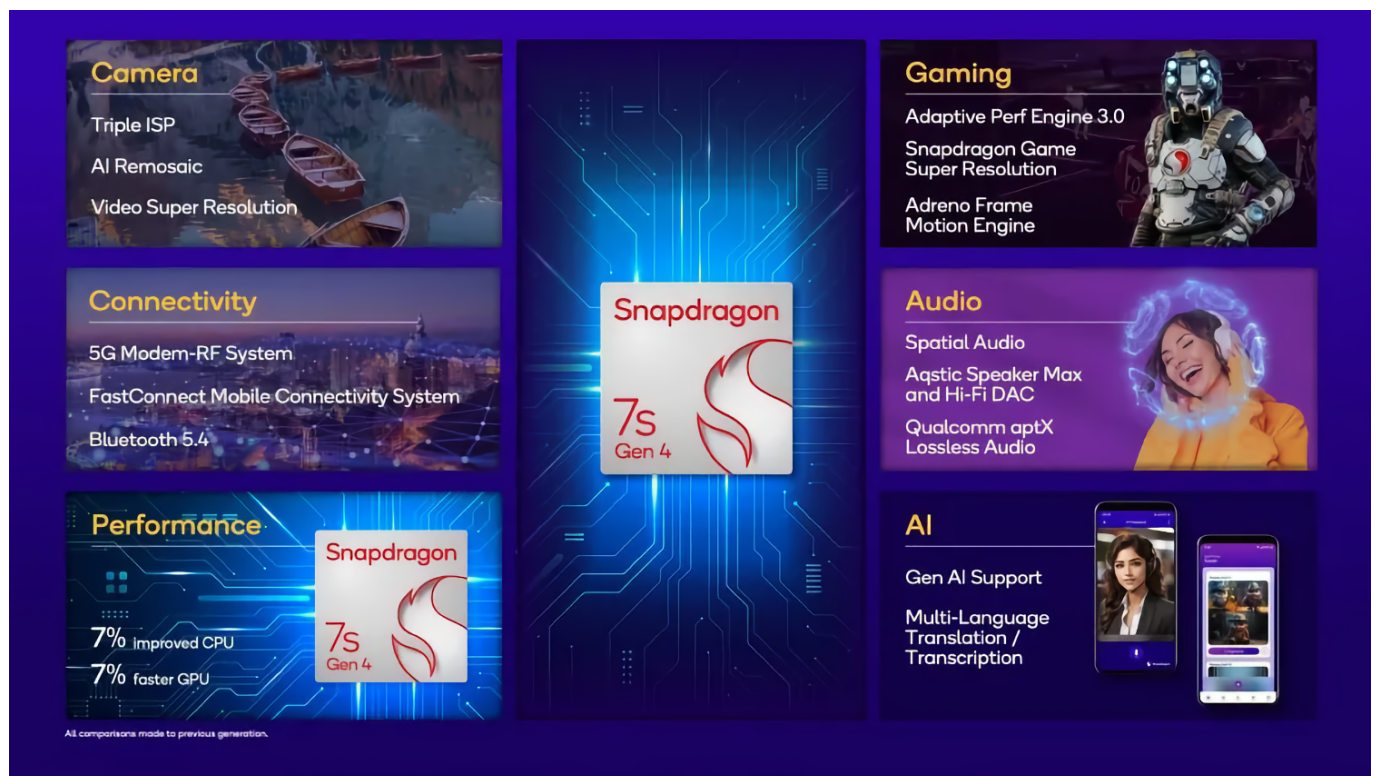 Camera
Triple ISP
AI Remosaic
Video Super Resolution
Connectivity
5G Modem-RF System
FastConnect Mobile Connectivity System
Bluetooth 5.4
Performance
7% improved CPU
7% faster GPU
Snapdragon
7s
Gen 4
Snapdragon
7s
Gen 4
Gaming
Adaptive Perf Engine 3.0
Snapdragon Game
Super Resolution
Adreno Frame
Motion Engine
Audio
Spatial Audio
Aqstic Speaker Max
and Hi-Fi DAC
Qualcomm aptX
Lossless Audio
AI
Gen AI Support
Multi-Language
Translation /
Transcription
All comparisons made to previous generation.